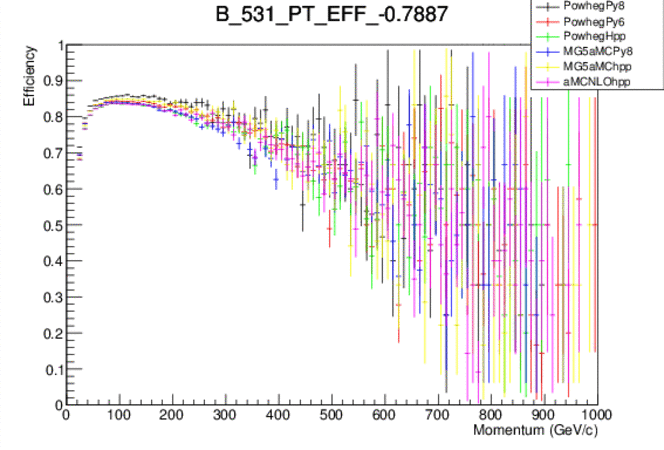 B_531_PT_EFF_-0.7887
PowhegPy8
PowhegPy6
PowhegHpp
MG5aMCPy8
MG5aMChpp
aMCNLOhpp
Efficiency
1
0.9
0.8
0.7
0.6
0.5
0.4
0.3
0.2
0.1
0
0 100 200 300 400 500 600 700 800 900 1000
Momentum (GeV/c)